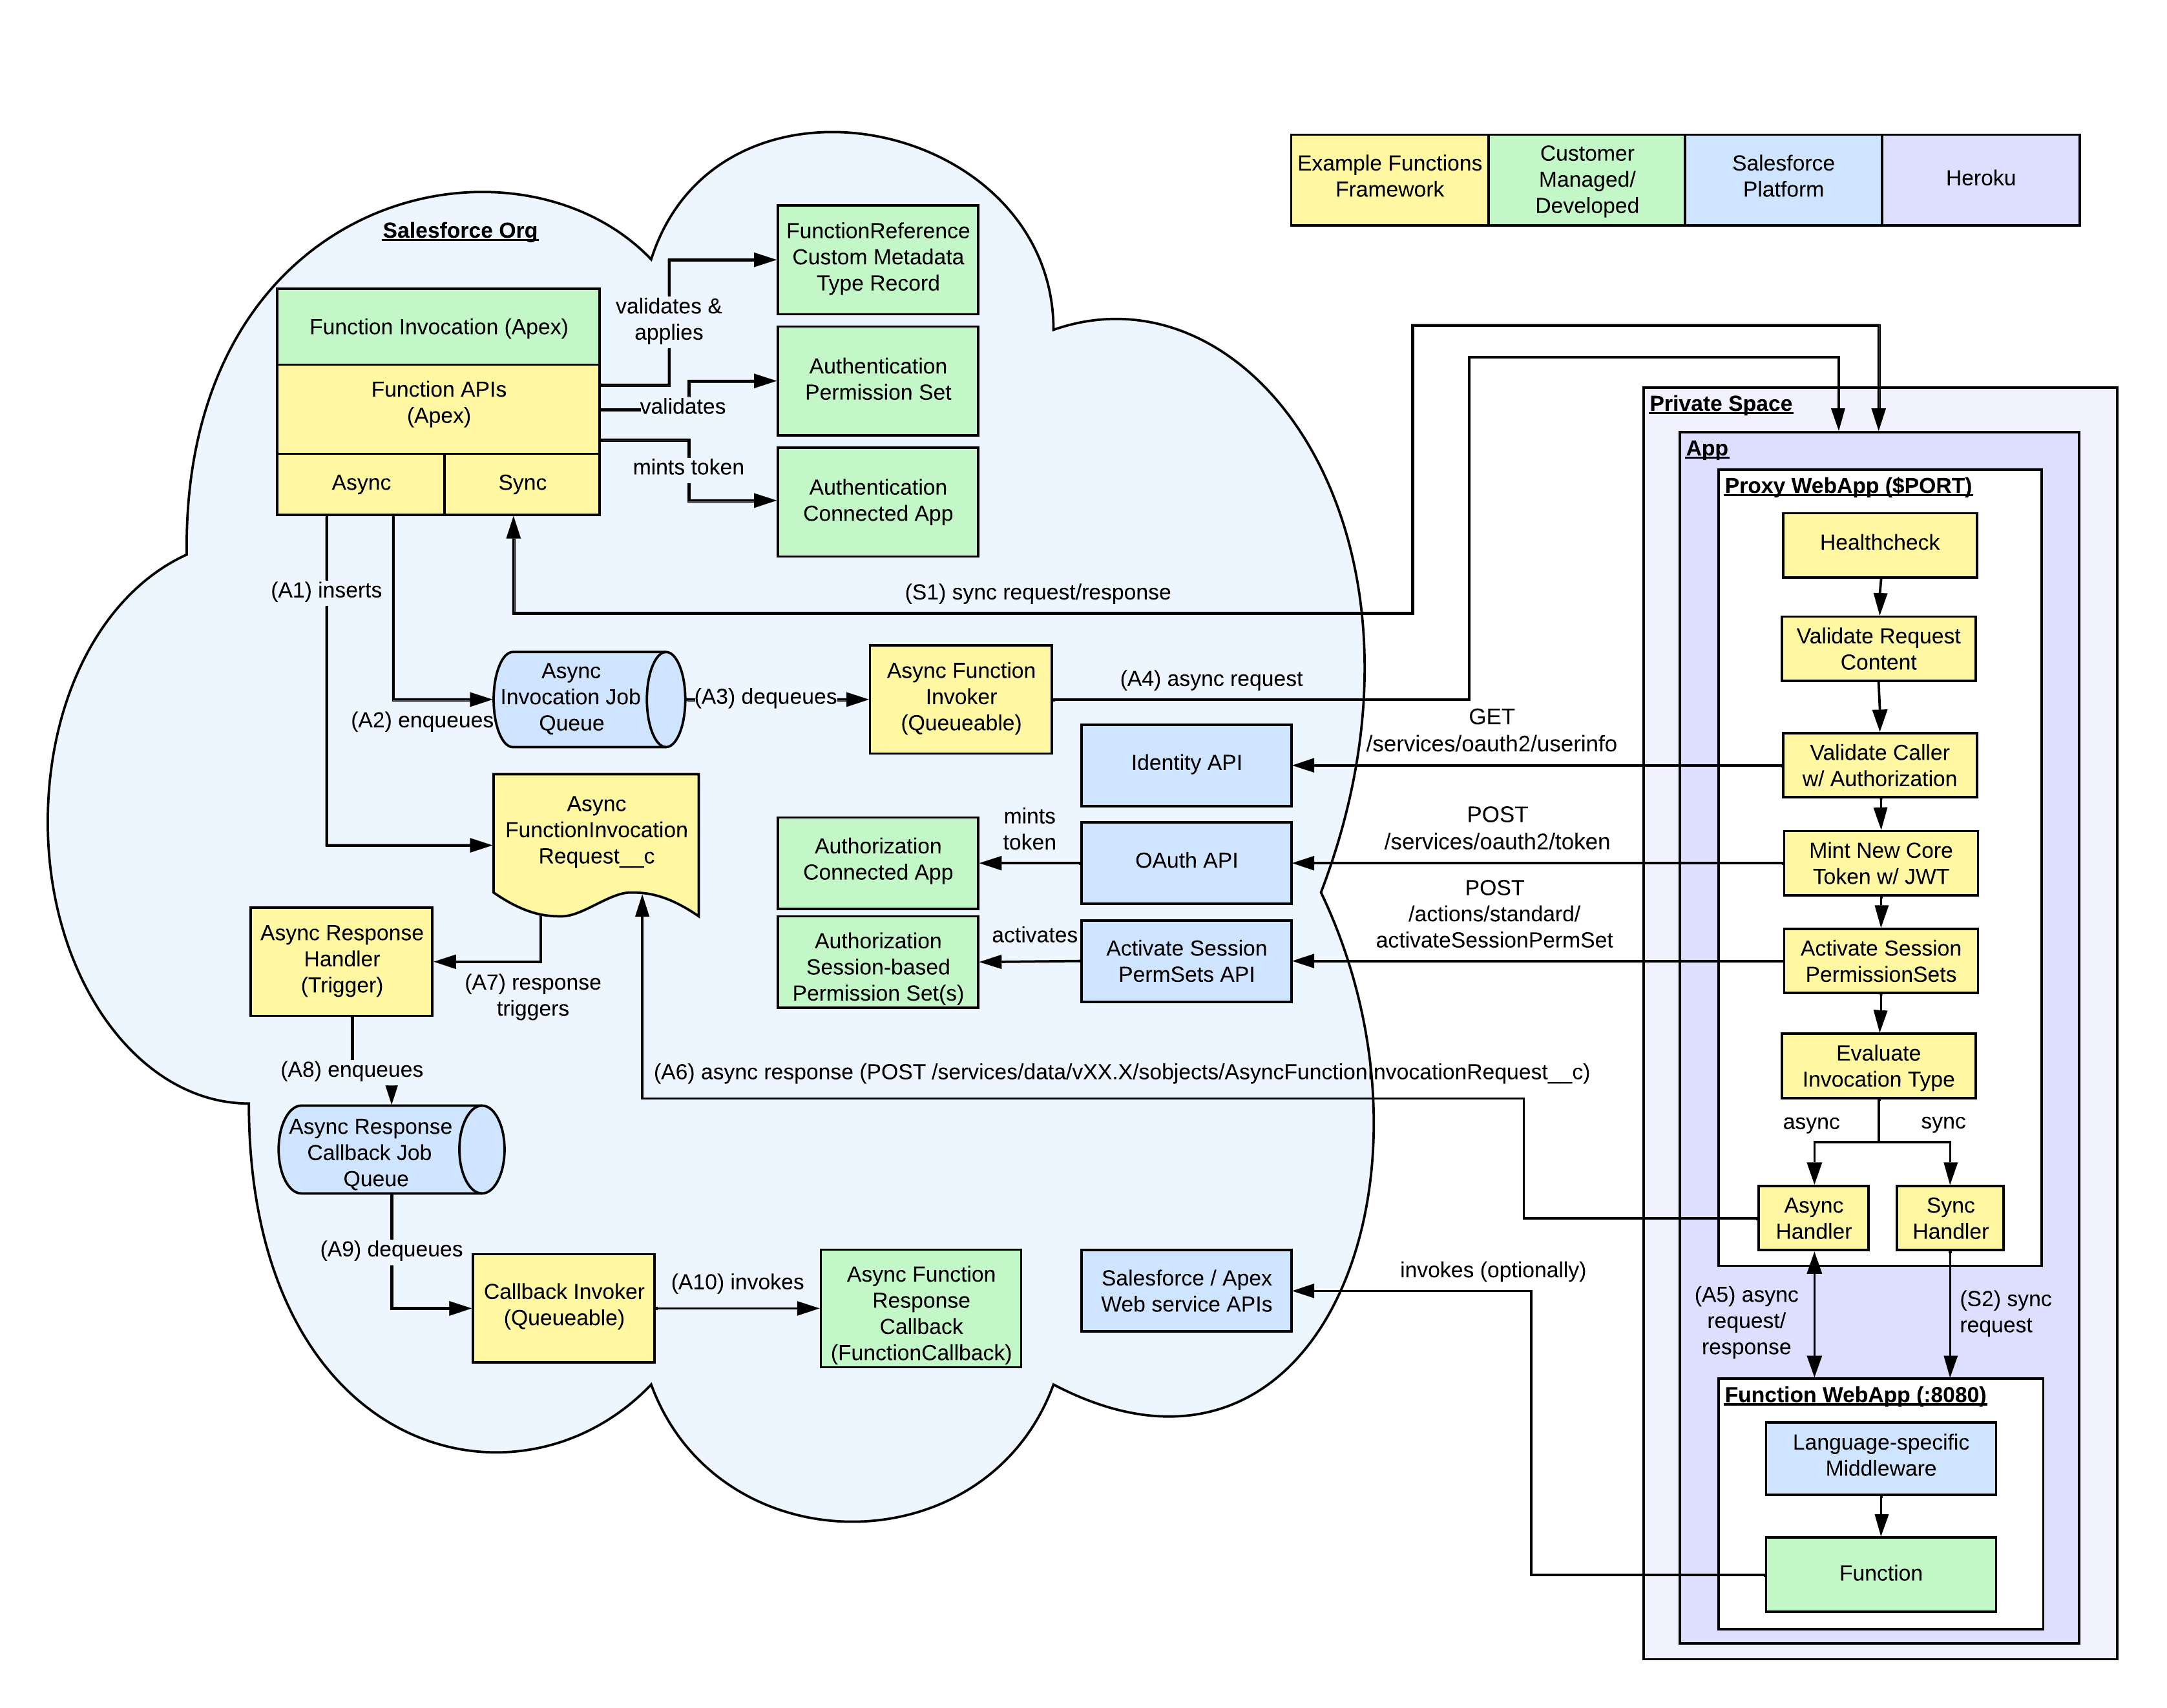 Example Functions
Framework
Customer
Managed/
Developed
Salesforce
Platform
Heroku
Salesforce Org
Function Invocation (Apex)
Function APIs
(Apex)
Async
Sync
validates &
applies
validates
mints token
FunctionReference
Custom Metadata
Type Record
Authentication
Permission Set
Authentication
Connected App
(A1) inserts
(S1) sync request/response
(A2) enqueues
Async
Invocation Job
Queue
(A3) dequeues
Async Function
Invoker
(Queueable)
(A4) async request
GET
/services/oauth2/userinfo
Identity API
Async
FunctionInvocation
Request__c
Authorization
Connected App
mints
token
OAuth API
POST
/services/oauth2/token
Async Response
Handler
(Trigger)
(A7) response
triggers
Authorization
Session-based
Permission Set(s)
activates
Activate Session
PermSets API
POST
/actions/standard/
activateSessionPermSet
(A8) enqueues
(A6) async response (POST /services/data/vXX.X/sobjects/AsyncFunctionInvocationRequest__c)
Async Response
Callback Job
Queue
(A9) dequeues
Callback Invoker
(Queueable)
(A10) invokes
Async Function
Response
Callback
(FunctionCallback)
Salesforce / Apex
Web service APIs
invokes (optionally)
Private Space
App
Proxy WebApp ($PORT)
Healthcheck
Validate Request
Content
Validate Caller
w/ Authorization
Mint New Core
Token w/ JWT
Activate Session
PermissionSets
Evaluate
Invocation Type
async
sync
Async
Handler
Sync
Handler
(A5) async
request/
response
(S2) sync
request
Function WebApp (:8080)
Language-specific
Middleware
Function